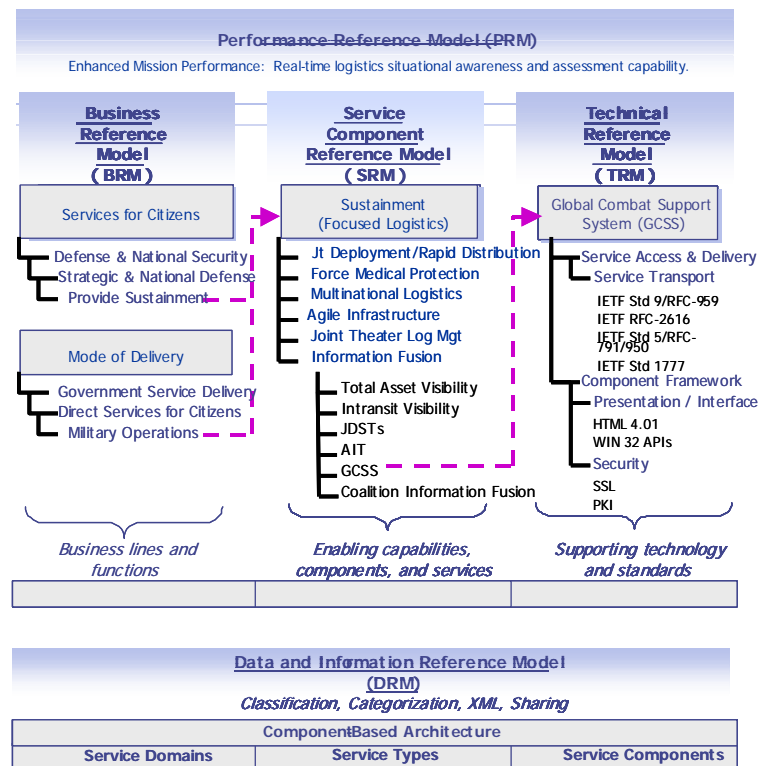 Performance Reference Model (PRM)
Enhanced Mission Performance: Real-time logistics situational awareness and assessment capability.
Business
Reference
Model
(BRM)
Services for Citizens
Defense & National Security
Strategic & National Defense
Provide Sustainment
Mode of Delivery
Government Service Delivery
Direct Services for Citizens
Military Operations
Business lines and
functions
Service
Component
Reference Model
(SRM)
Sustainment
(Focused Logistics)
Jt Deployment/Rapid Distribution
Force Medical Protection
Multinational Logistics
Agile Infrastructure
Joint Theater Log Mgt
Information Fusion
Total Asset Visibility
Intransit Visibility
JDSTs
AIT
GCSS
Coalition Information Fusion
Enabling capabilities,
components, and services
Technical
Reference
Model
(TRM)
Global Combat Support
System (GCSS)
Service Access & Delivery
Service Transport
IETF Std 9/RFC-959
IETF RFC-2616
IETF Std 5/RFC-
791/950
IETF Std 1777
Component Framework
Presentation / Interface
HTML 4.01
WIN 32 APIs
Security
SSL
PKI
Supporting technology
and standards
Data and Information Reference Model
(DRM)
Classification, Categorization, XML, Sharing
Component-Based Architecture
Service Domains
Service Types
Service Components